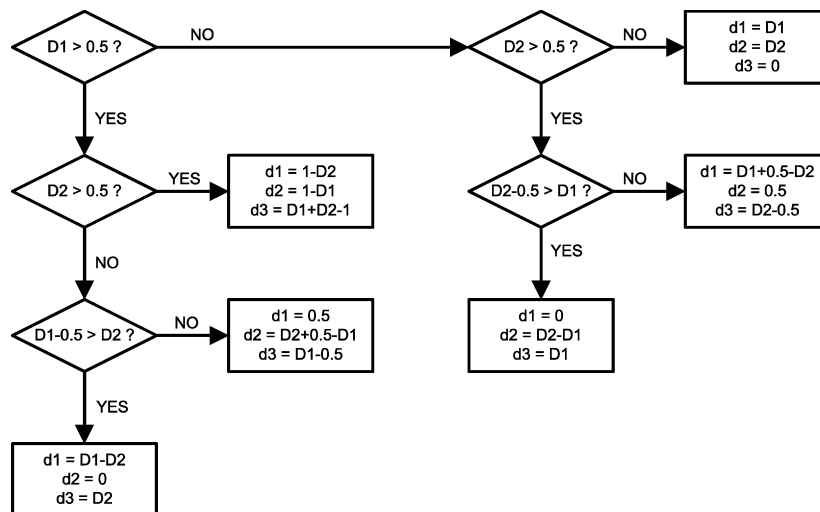 D1 > 0.5 ?
NO
D2 > 0.5 ?
NO
d1 = D1
d2 = D2
d3 = 0
YES
YES
D2 > 0.5 ?
YES
d1 = 1-D2
d2 = 1-D1
d3 = D1+D2-1
D2-0.5 > D1 ?
NO
d1 = D1+0.5-D2
d2 = 0.5
d3 = D2-0.5
NO
YES
D1-0.5 > D2 ?
NO
d1 = 0.5
d2 = D2+0.5-D1
d3 = D1-0.5
d1 = 0
d2 = D2-D1
d3 = D1
YES
d1 = D1-D2
d2 = 0
d3 = D2